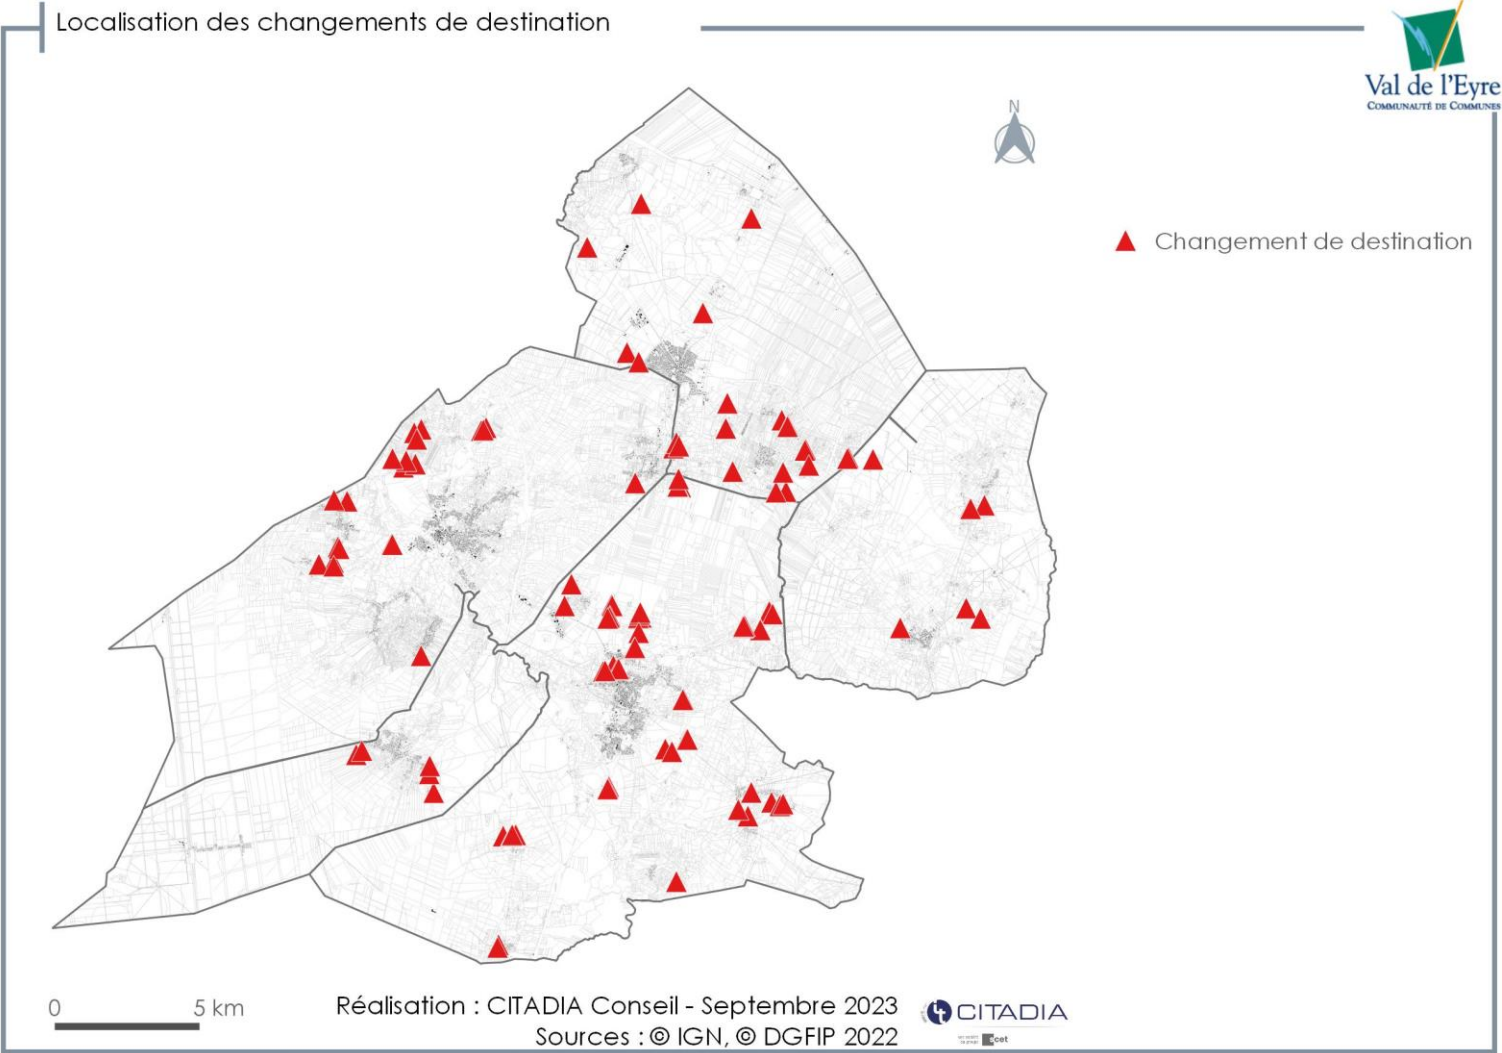 Localisation des changements de destination
Val de l'Eyre
COMMUNAUTÉ DE COMMUNES
N
Changement de destination
0 5 km
Réalisation : CITADIA Conseil - Septembre 2023
Sources : © IGN, © DGFIP 2022
CITADIA